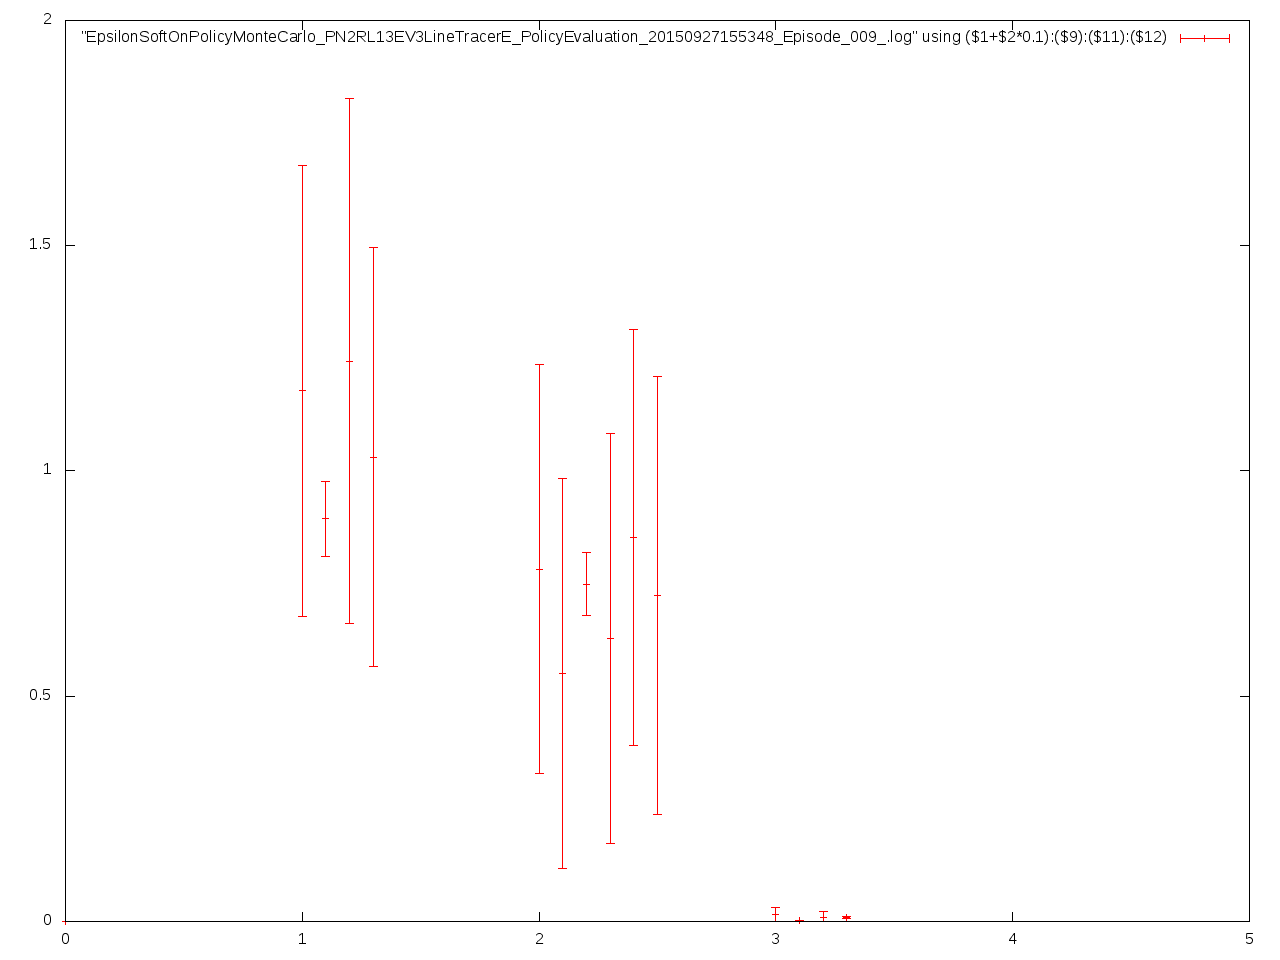 2
"EpsilonSoftOnPolicyMonteCarlo_PN2RL13EV3LineTracerE_PolicyEvaluation_20150927155348_Episode_009_.log" using ($1+$2*0.1):($9):($11):($12)
1.5
1
0.5
0
0 1 2 3 4 5